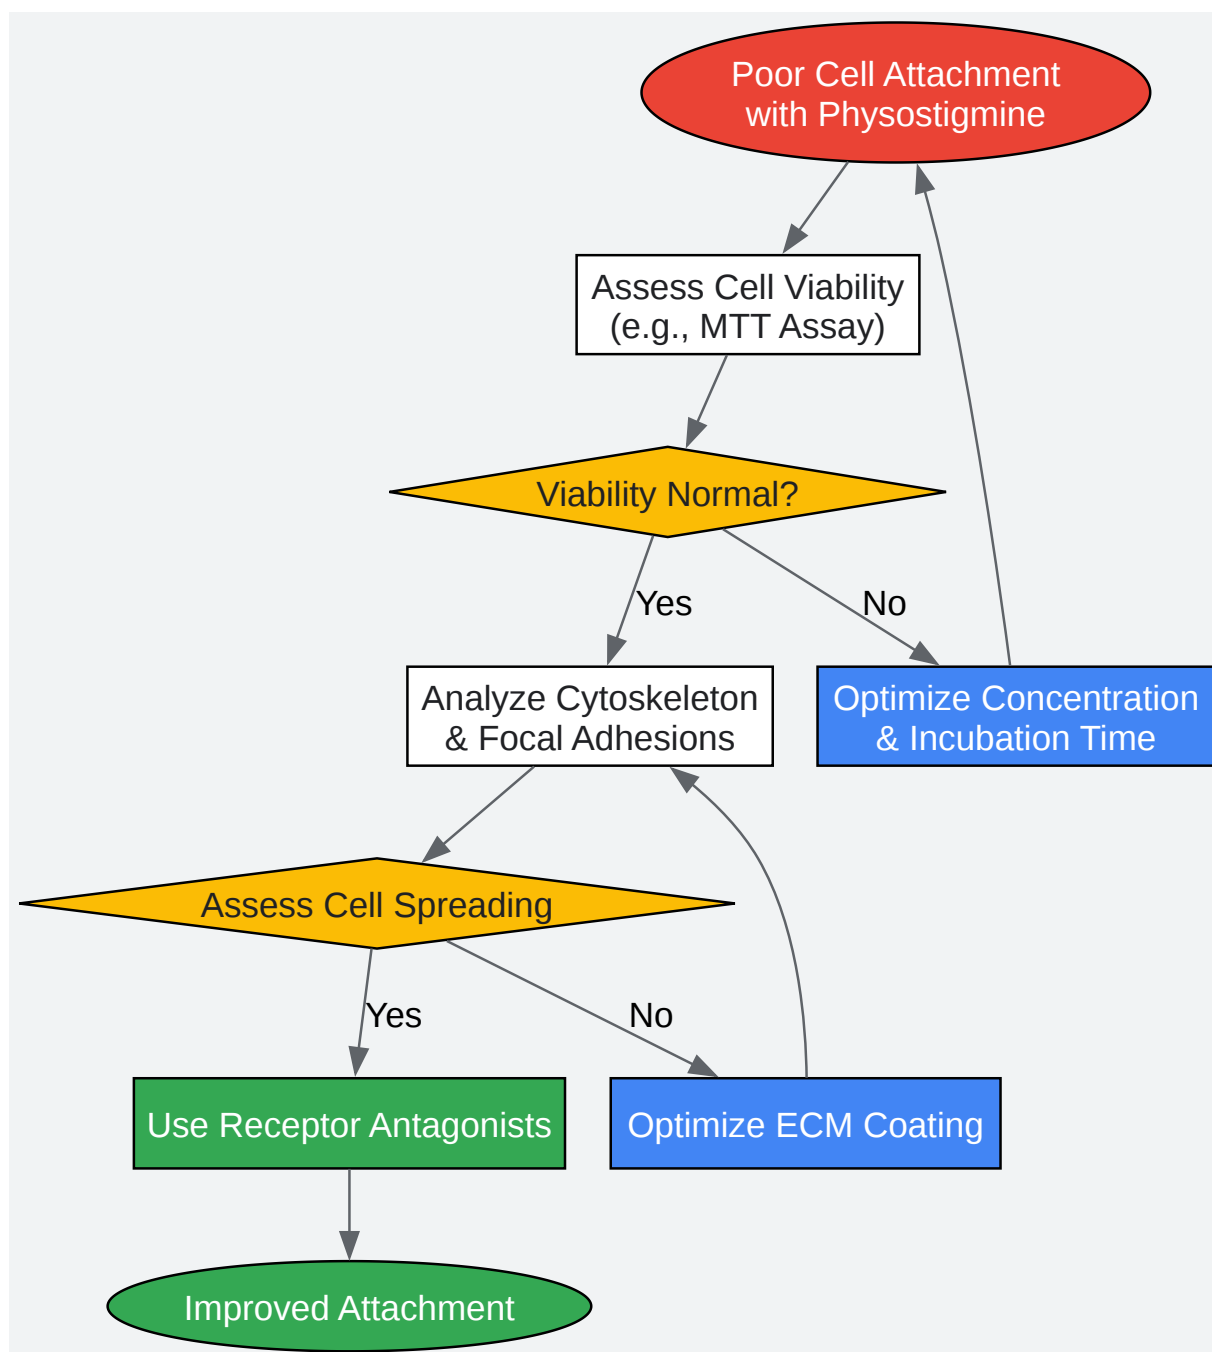 Poor Cell Attachment
with Physostigmine
Assess Cell Viability
(e.g., MTT Assay)
Viability Normal?
Yes
No
Analyze Cytoskeleton
& Focal Adhesions
Optimize Concentration
& Incubation Time
Assess Cell Spreading
Yes
No
Use Receptor Antagonists
Optimize ECM Coating
Improved Attachment